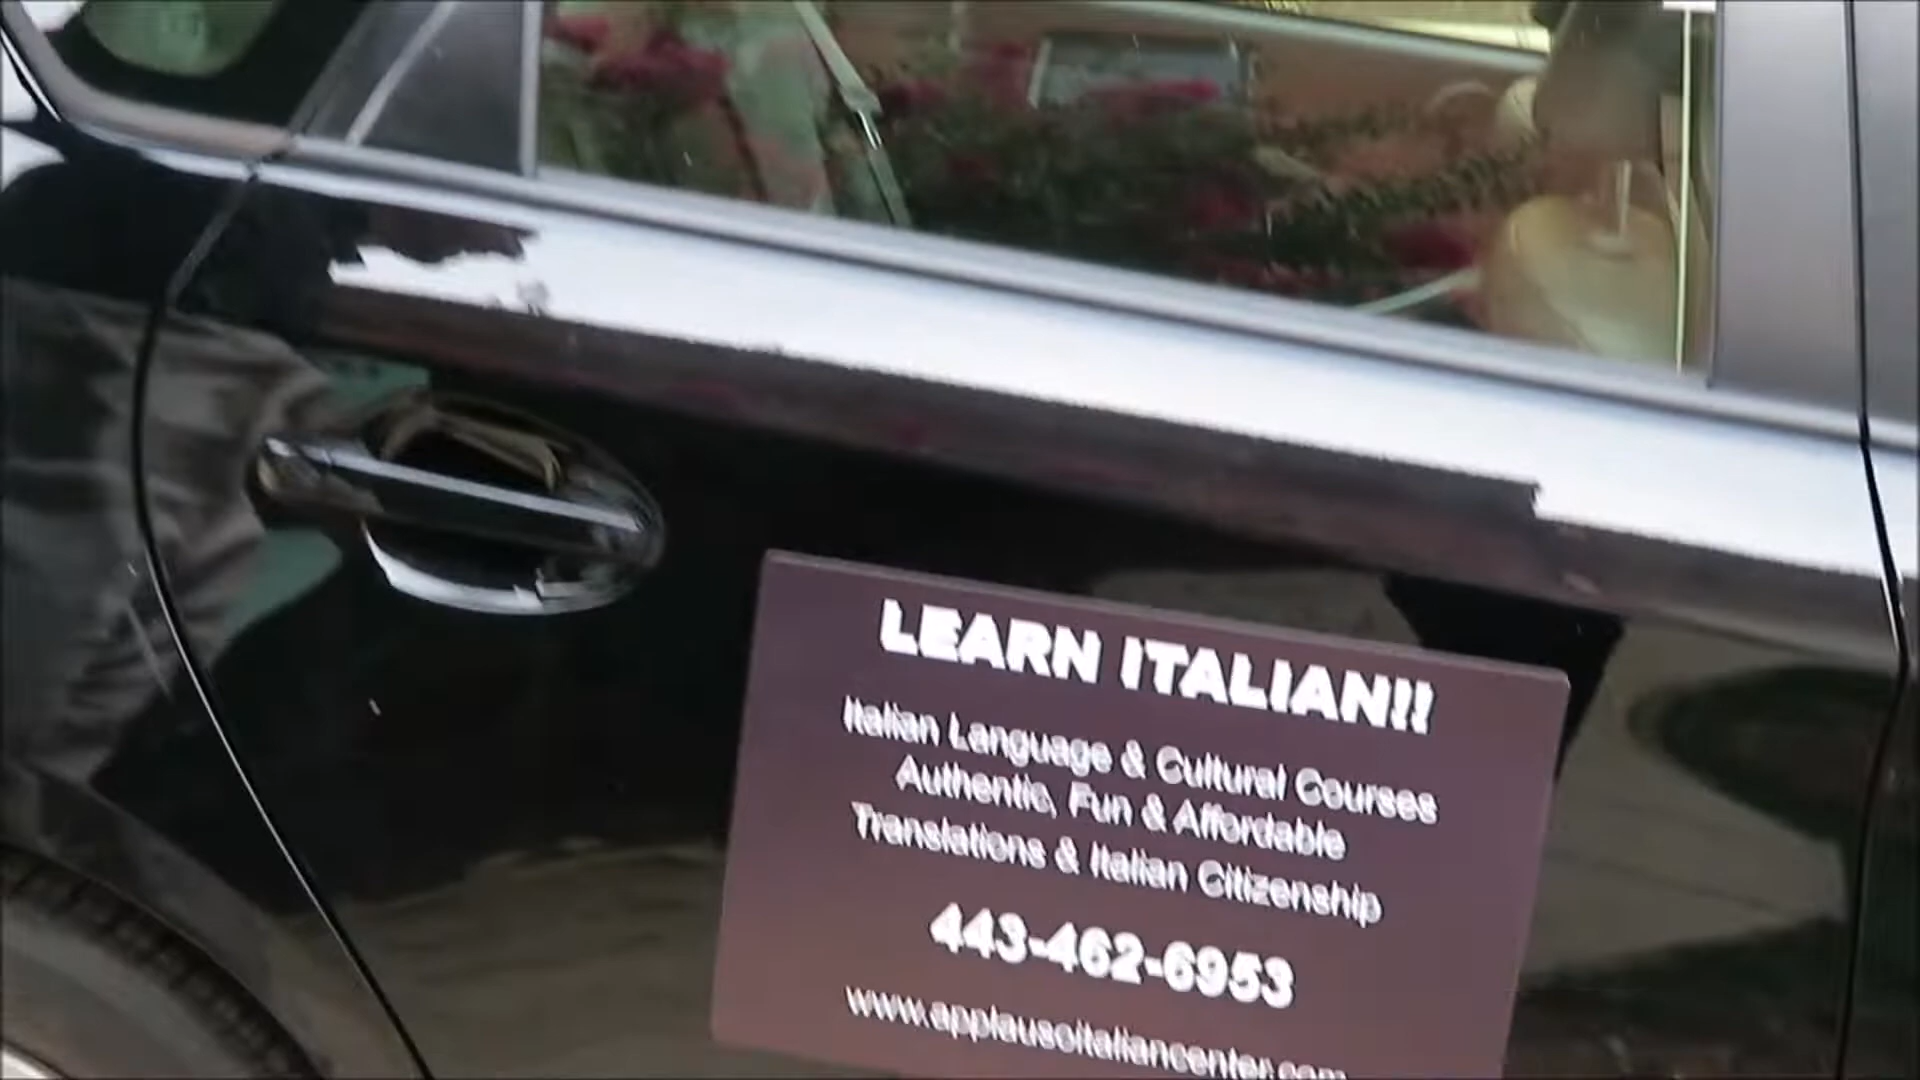 LEARN ITALIAN!!
Italian Language & Cultural Courses
Authentic, Fun & Affordable
Translations & Italian Citizenship
443-462-6953
www.applausoitaliancenter.com